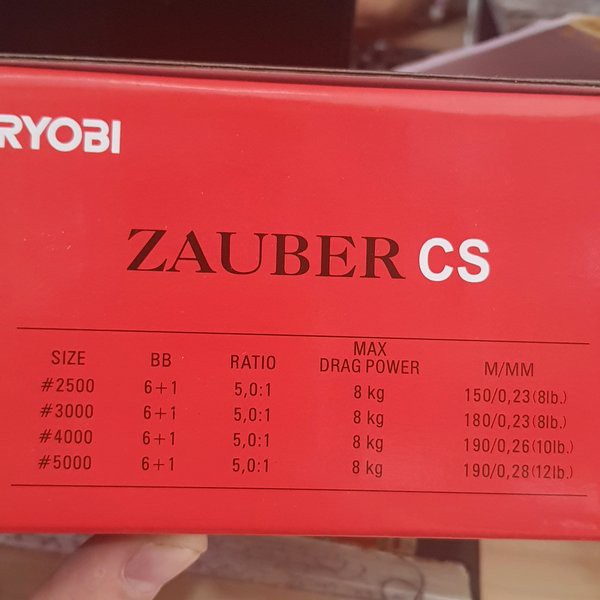 RYOBI
ZAUBER CS
SIZE BB RATIO MAX DRAG POWER M/MM
#2500 6+1 5,0:1 8 kg 150/0,23(8lb.)
#3000 6+1 5,0:1 8 kg 180/0,23(8lb.)
#4000 6+1 5,0:1 8 kg 190/0,26(10lb.)
#5000 6+1 5,0:1 8 kg 190/0,28(12lb.)